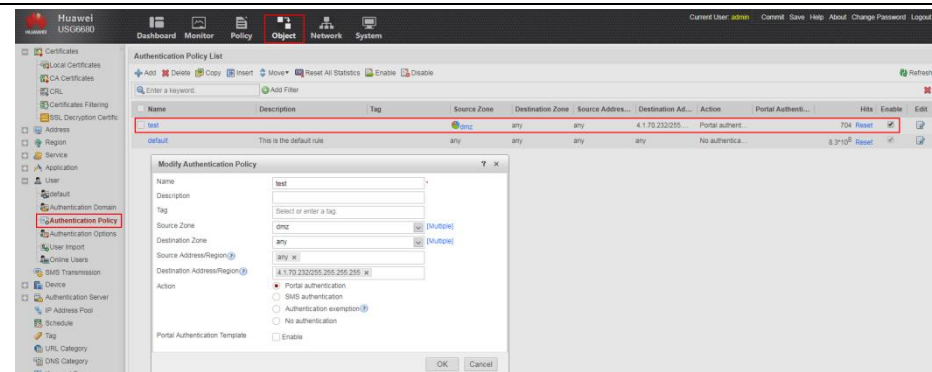 Huawei
USG6680
HUAWEI
Dashboard Monitor Policy Object Network System
Current User: admin Commit Save Help About Change Password Logout
Certificates
Local Certificates
CA Certificates
CRL
Certificates Filtering
SSL Decryption Certific
Address
Region
Service
Application
User
default
Authentication Domain
Authentication Policy
Authentication Options
User Import
Online Users
SMS Transmission
Device
Authentication Server
IP Address Pool
Schedule
Tag
URL Category
DNS Category
Authentication Policy List
Add Delete Copy Insert Move Reset All Statistics Enable Disable Refresh
Enter a keyword. Add Filter
Name Description Tag Source Zone Destination Zone Source Addres... Destination Ad... Action Portal Authenti... Hits Enable Edit
test dmz any any 4.1.70.232/255.... Portal authent... 704 Reset
default This is the default rule any any any any No authentica... 8.3*10^8 Reset
Modify Authentication Policy ? ×
Name test *
Description
Tag Select or enter a tag.
Source Zone dmz [Multiple]
Destination Zone any [Multiple]
Source Address/Region any ×
Destination Address/Region 4.1.70.232/255.255.255.255 ×
Action Portal authentication
SMS authentication
Authentication exemption
No authentication
Portal Authentication Template Enable
OK Cancel